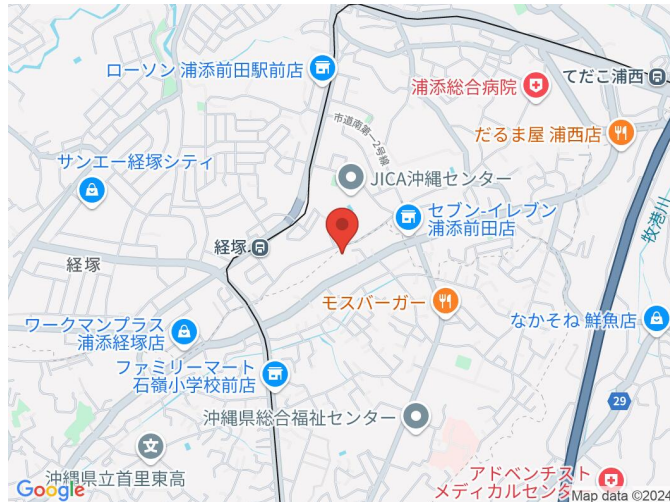 ローソン 浦添前田駅前店
浦添総合病院
てだこ浦西
市道南第一2号線
だるま屋 浦西店
サンエー経塚シティ
JICA沖縄センター
セブン-イレブン
浦添前田店
牧港川
経塚
経塚
モスバーガー
ワークマンプラス
浦添経塚店
なかそね 鮮魚店
ファミリーマート
石嶺小学校前店
29
沖縄県総合福祉センター
沖縄県立首里東高
アドベンチスト
メディカルセン
Google
Map data ©202